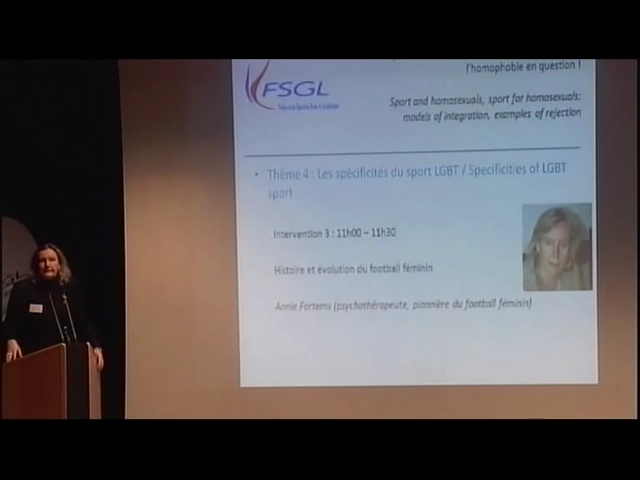 l'homophobie en question !
FSGL
Sport and homosexuals, sport for homosexuals:
models of integration, examples of rejection
• Thème 4 : Les spécificités du sport LGBT / Specificities of LGBT
sport
Intervention 3 : 11h00 – 11h30
Histoire et évolution du football féminin
Annie Fortems (psychothérapeute, pionnière du football féminin)